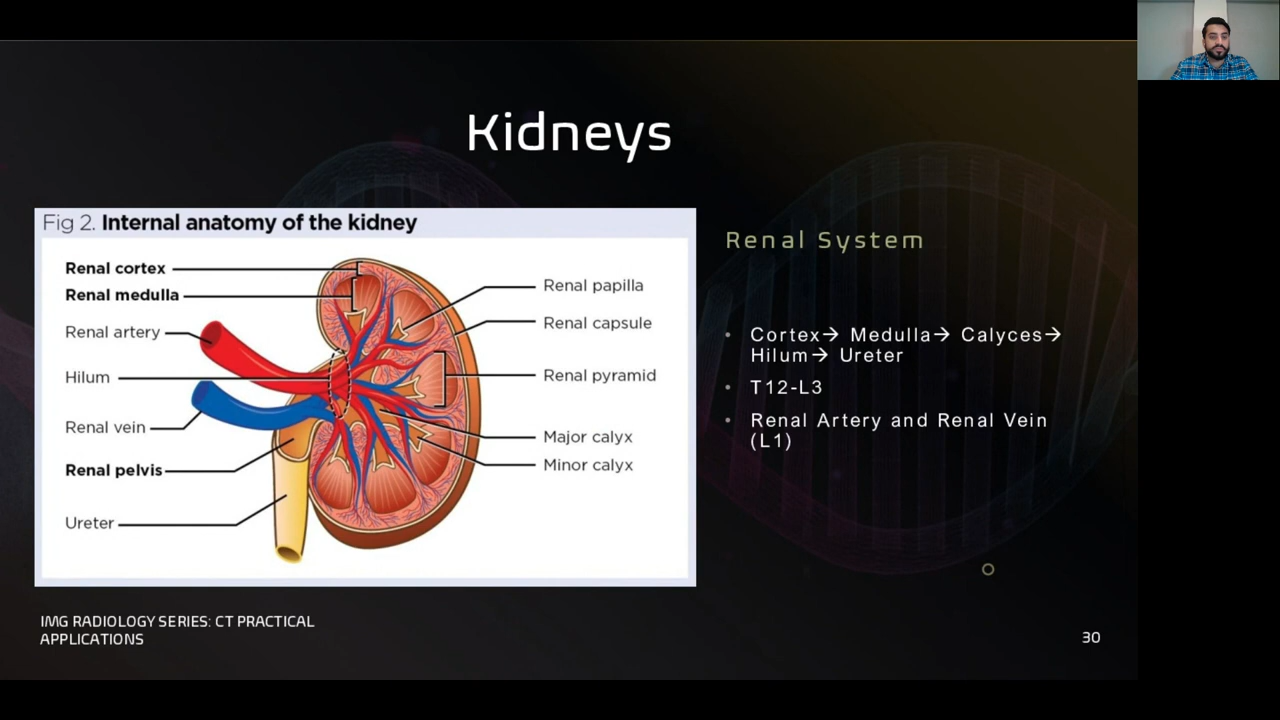 Kidneys
Fig 2. Internal anatomy of the kidney
Renal cortex
Renal medulla
Renal artery
Hilum
Renal vein
Renal pelvis
Ureter
Renal papilla
Renal capsule
Renal pyramid
Major calyx
Minor calyx
Renal System
• Cortex→ Medulla→ Calyces→
Hilum→ Ureter
• T12-L3
• Renal Artery and Renal Vein
(L1)
IMG RADIOLOGY SERIES: CT PRACTICAL
APPLICATIONS
30